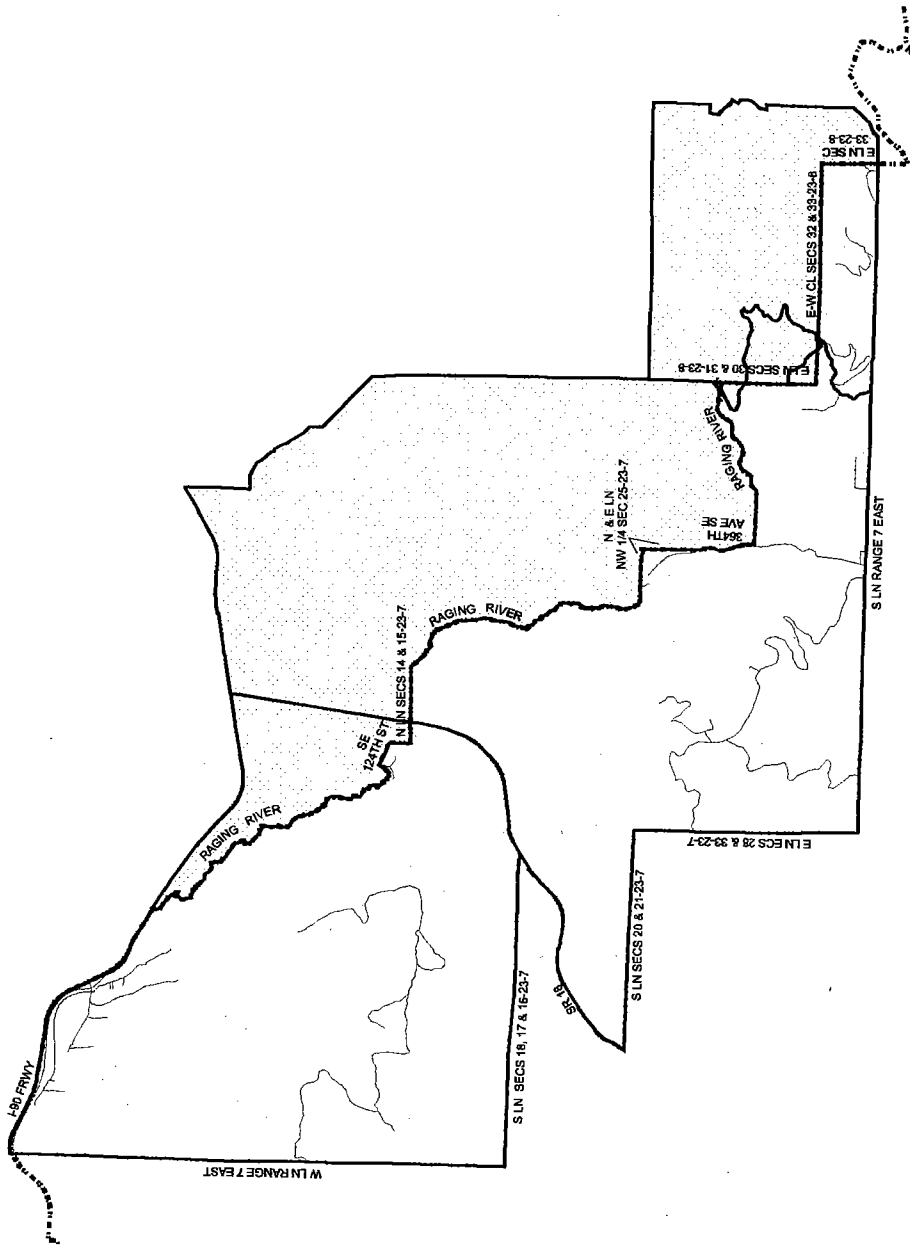 I-90 FRWY
W LN RANGE 7 EAST
RAGING RIVER
SE
124TH ST
N LN SECS 14 & 15-23-7
RAGING RIVER
S LN SECS 18, 17 & 16-23-7
SR 18
S LN SECS 20 & 21-23-7
E LN ECS 28 & 33-23-7
N & E LN
NW 1/4 SEC 25-23-7
364TH
AVE SE
RAGING RIVER
E LN SECS 30 & 31-23-8
E-W CL SECS 32 & 33-23-8
E LN SEC
33-23-8
S LN RANGE 7 EAST